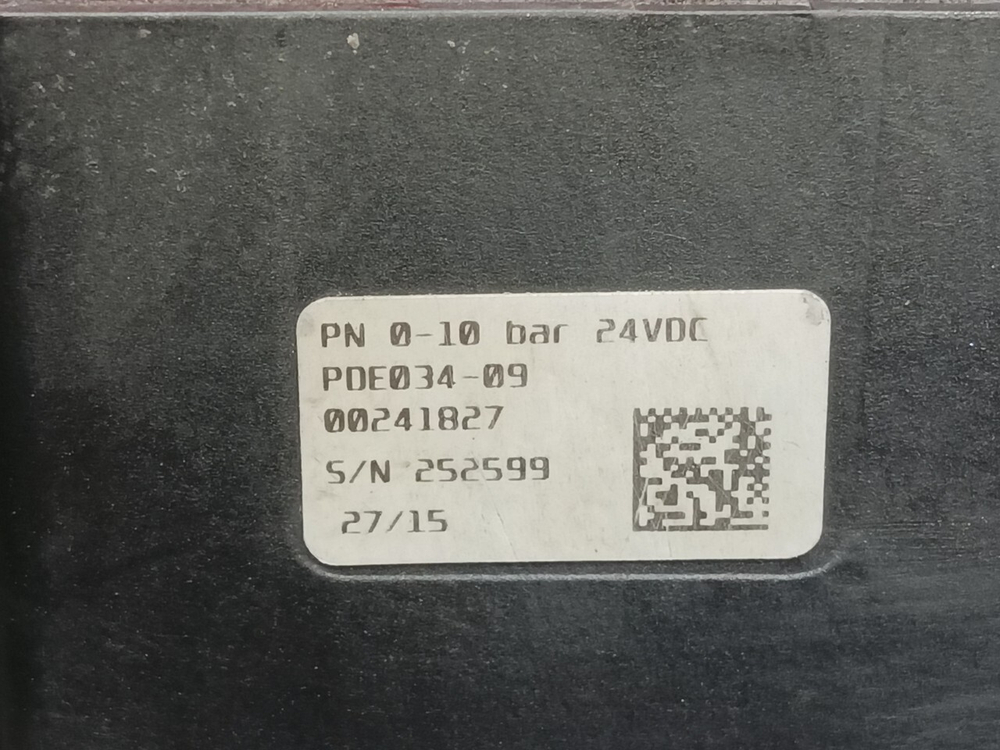 PN 0-10 bar 24VDC
PDE034-09
00241827
S/N 252599
27/15